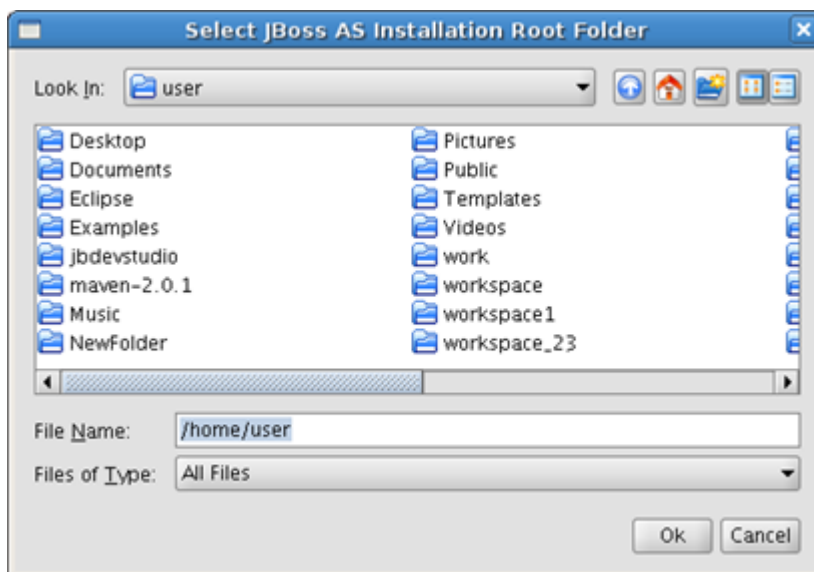 Select JBoss AS Installation Root Folder
Look In: user
Desktop
Documents
Eclipse
Examples
jbdevstudio
maven-2.0.1
Music
NewFolder
Pictures
Public
Templates
Videos
work
workspace
workspace1
workspace_23
File Name: /home/user
Files of Type: All Files
Ok Cancel